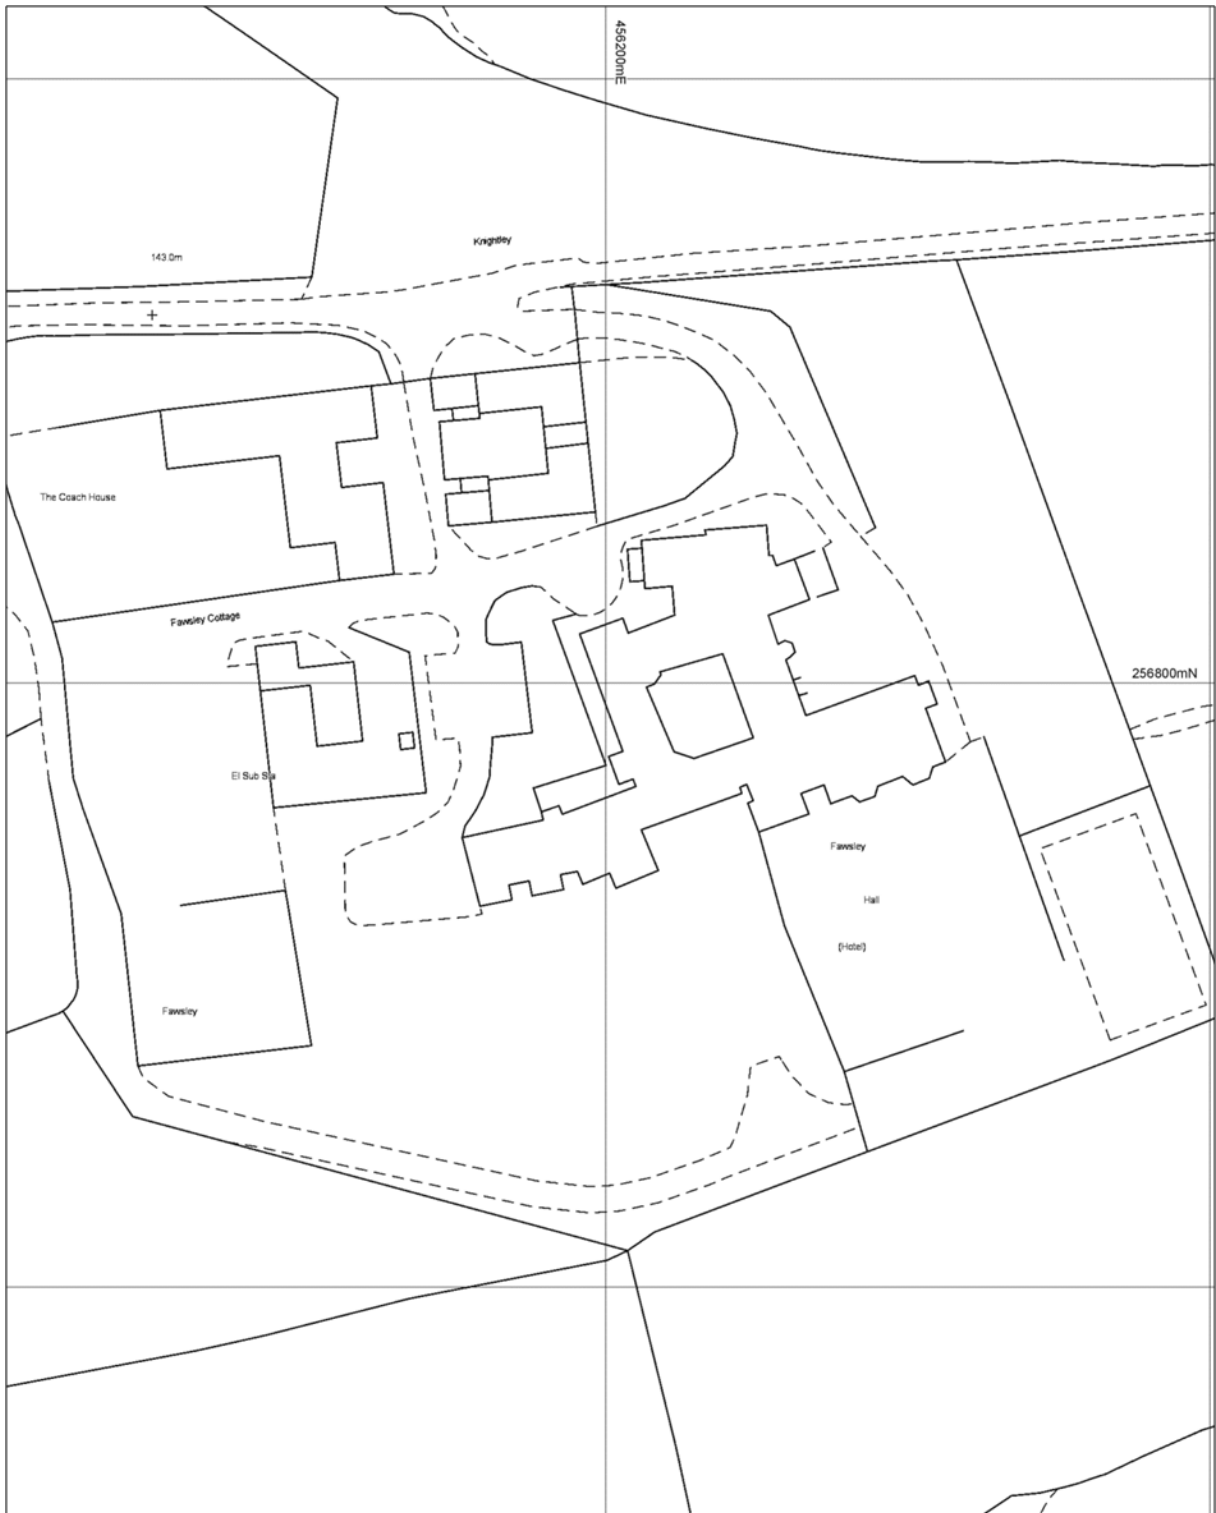 456200mE
Knightley
143.0m
The Coach House
Fawsley Cottage
256800mN
El Sub Sta
Fawsley
Hall
(Hotel)
Fawsley